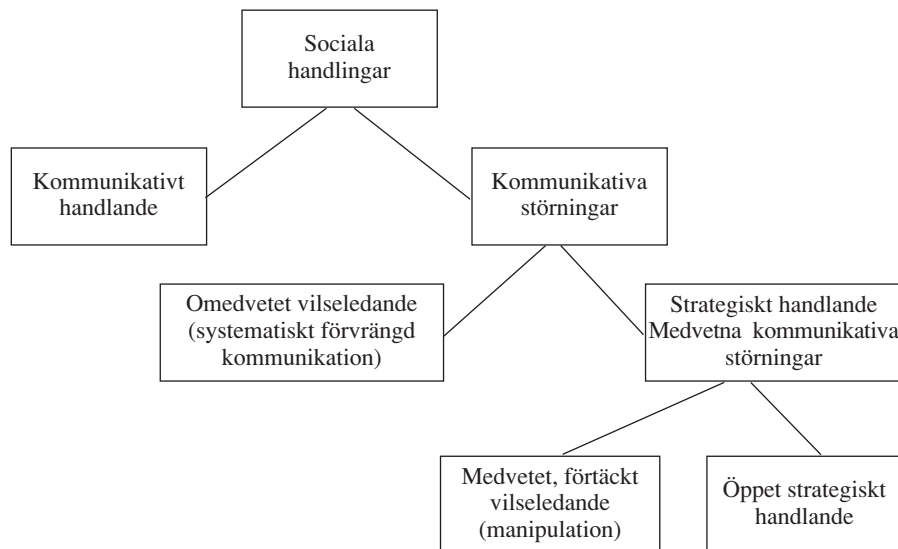 Sociala
handlingar
Kommunikativt
handlande
Kommunikativa
störningar
Omedvetet vilseledande
(systematiskt förvrängd
kommunikation)
Strategiskt handlande
Medvetna kommunikativa
störningar
Medvetet, förtäckt
vilseledande
(manipulation)
Öppet strategiskt
handlande